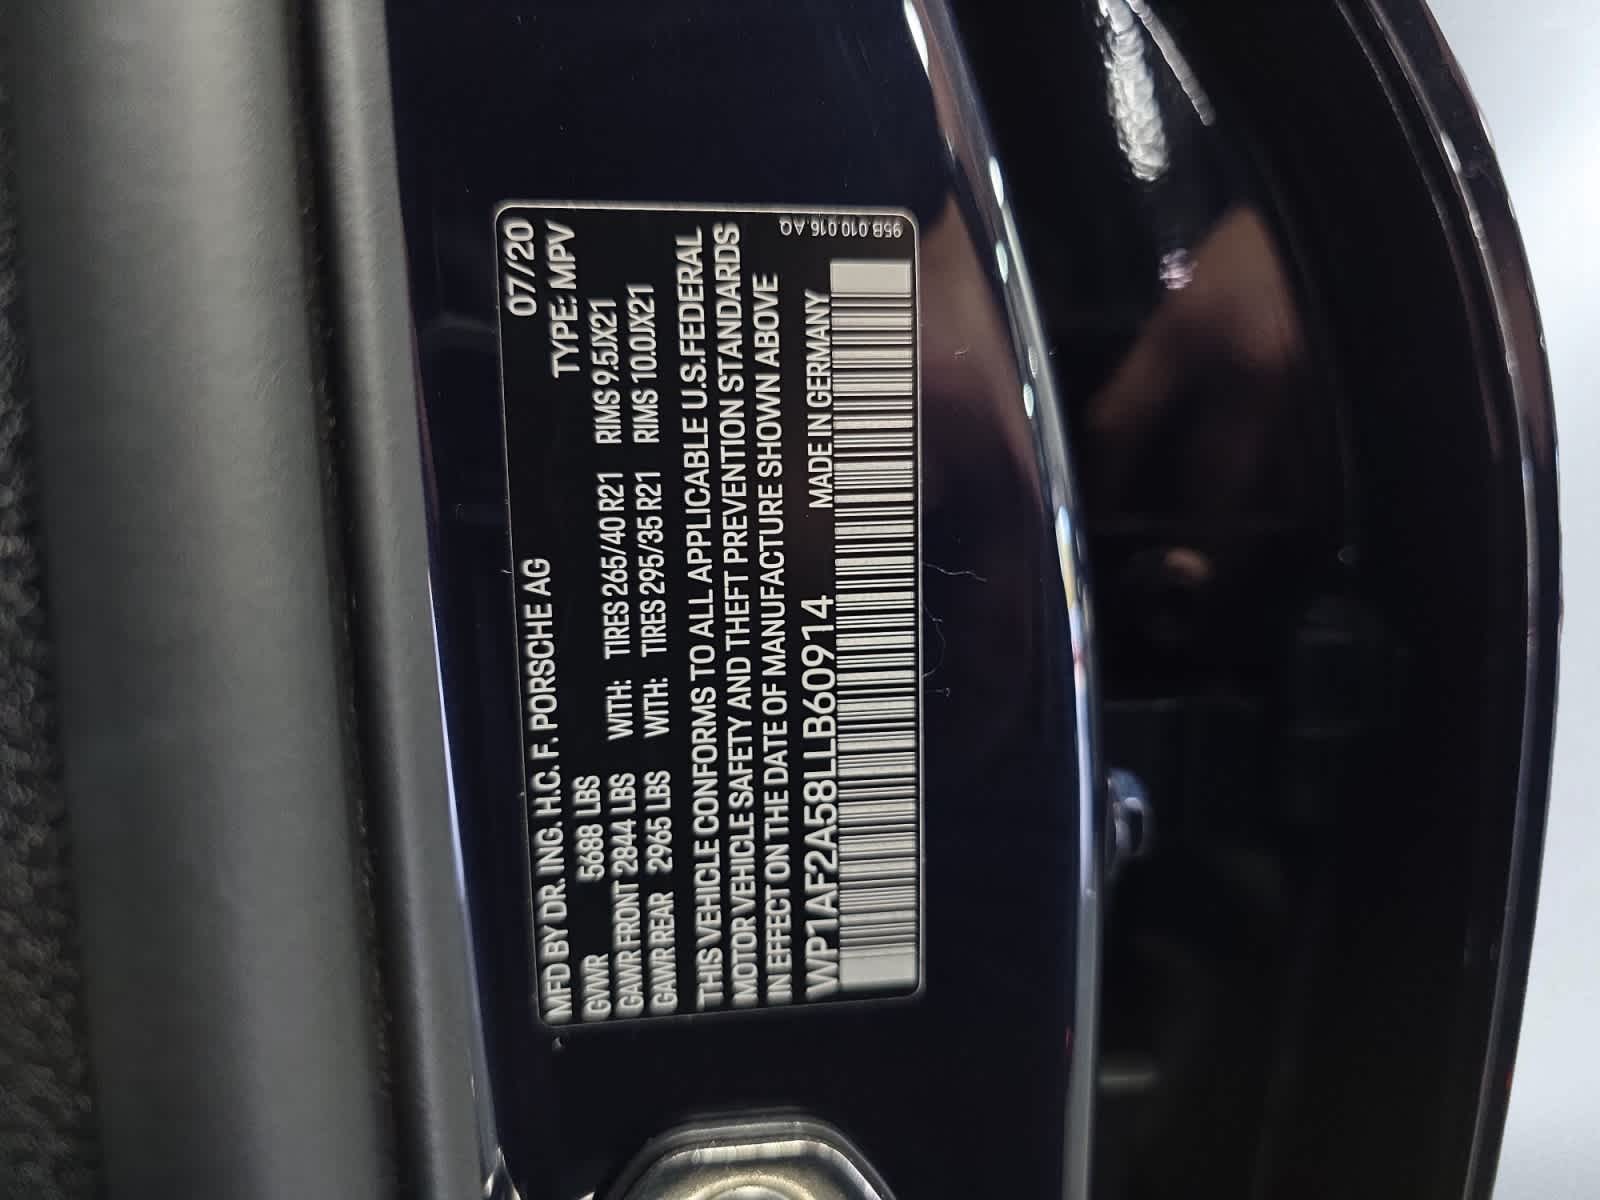 MFD BY DR. ING. H.C. F. PORSCHE AG 07/20
GVWR 5688 LBS TYPE: MPV
GAWR FRONT 2844 LBS WITH: TIRES 265/40 R21 RIMS 9.5JX21
GAWR REAR 2965 LBS WITH: TIRES 295/35 R21 RIMS 10.0JX21
THIS VEHICLE CONFORMS TO ALL APPLICABLE U.S.FEDERAL
MOTOR VEHICLE SAFETY AND THEFT PREVENTION STANDARDS
IN EFFECT ON THE DATE OF MANUFACTURE SHOWN ABOVE
WP1AF2A58LLB60914 MADE IN GERMANY
95B.010.016.AQ